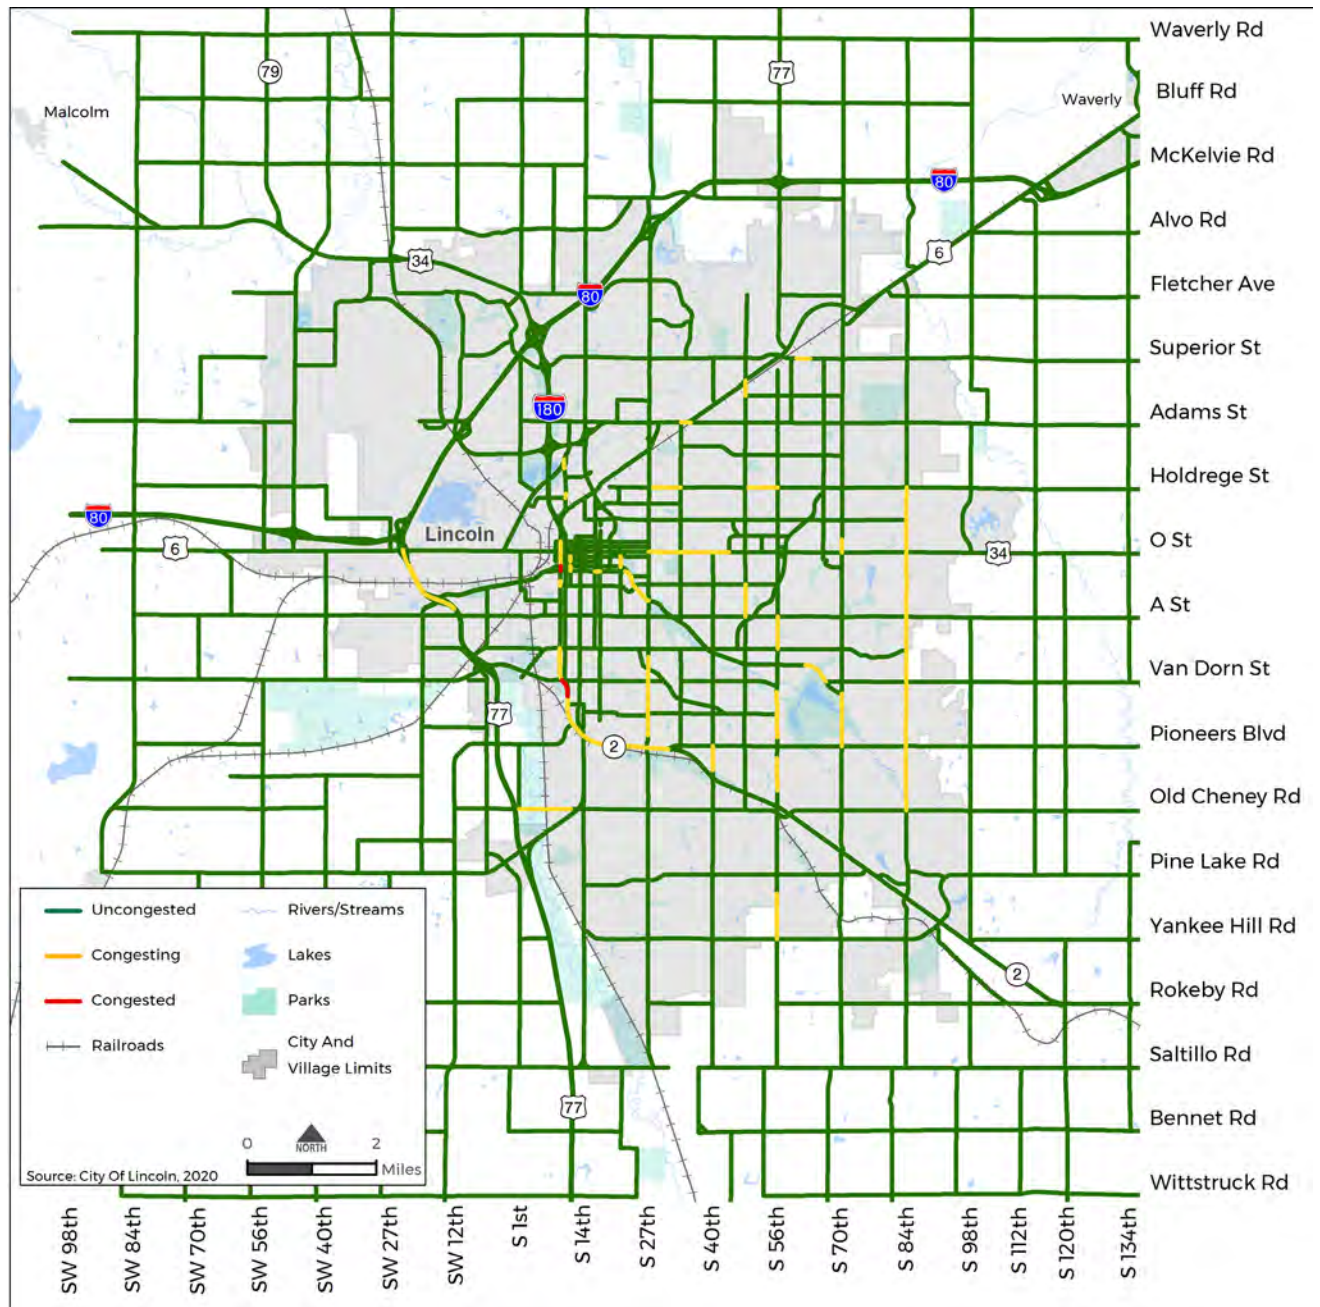 Waverly Rd
79
77
Bluff Rd
Malcolm
Waverly
McKelvie Rd
80
Alvo Rd
6
34
Fletcher Ave
80
Superior St
180
Adams St
Holdrege St
80
Lincoln
6
34
O St
A St
Van Dorn St
77
2
Pioneers Blvd
Old Cheney Rd
Pine Lake Rd
Uncongested
Rivers/Streams
Yankee Hill Rd
Congesting
Lakes
2
Congested
Parks
Rokeby Rd
Railroads
City And
Village Limits
Saltillo Rd
77
Bennet Rd
0
NORTH
2
Miles
Source: City Of Lincoln, 2020
Wittstruck Rd
SW 98th
SW 84th
SW 70th
SW 56th
SW 40th
SW 27th
SW 12th
S 1st
S 14th
S 27th
S 40th
S 56th
S 70th
S 84th
S 98th
S 112th
S 120th
S 134th